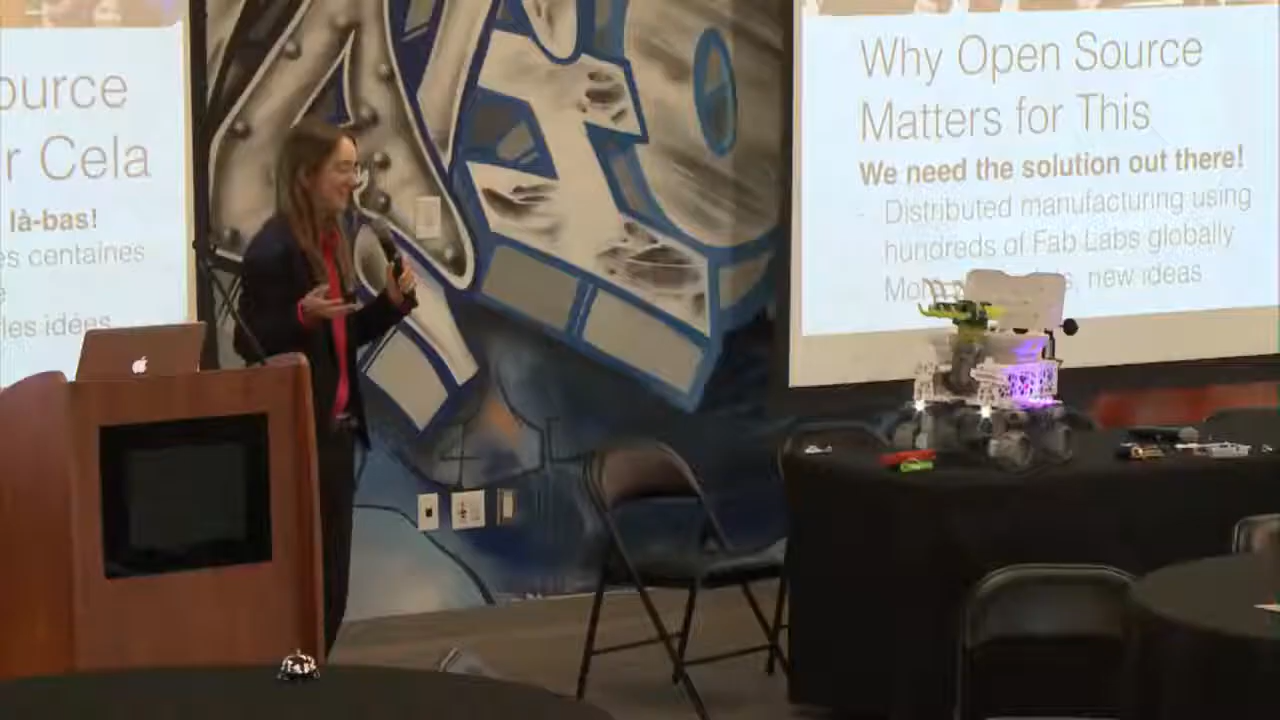 ource
r Cela
là-bas!
es centaines
e
les idées
Why Open Source
Matters for This
We need the solution out there!
- Distributed manufacturing using
hundreds of Fab Labs globally
new ideas